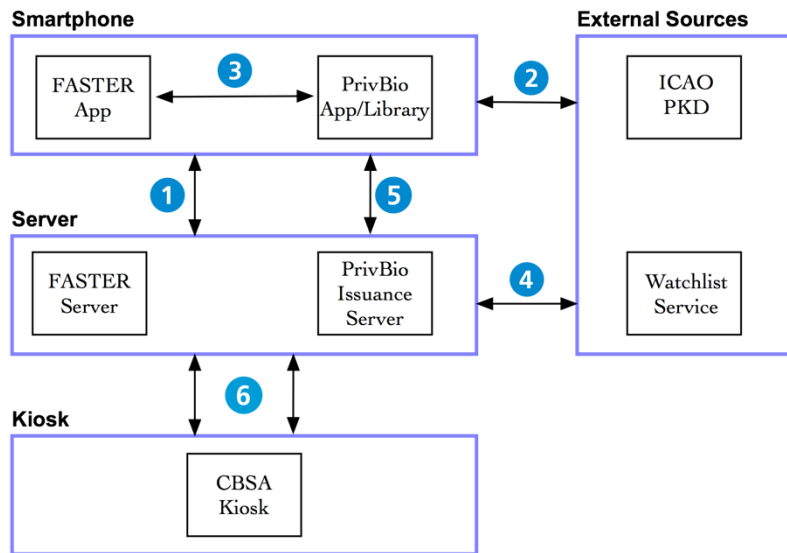 Smartphone
External Sources
FASTER
App
3
PrivBio
App/Library
2
ICAO
PKD
1
5
Server
FASTER
Server
PrivBio
Issuance
Server
4
Watchlist
Service
6
Kiosk
CBSA
Kiosk